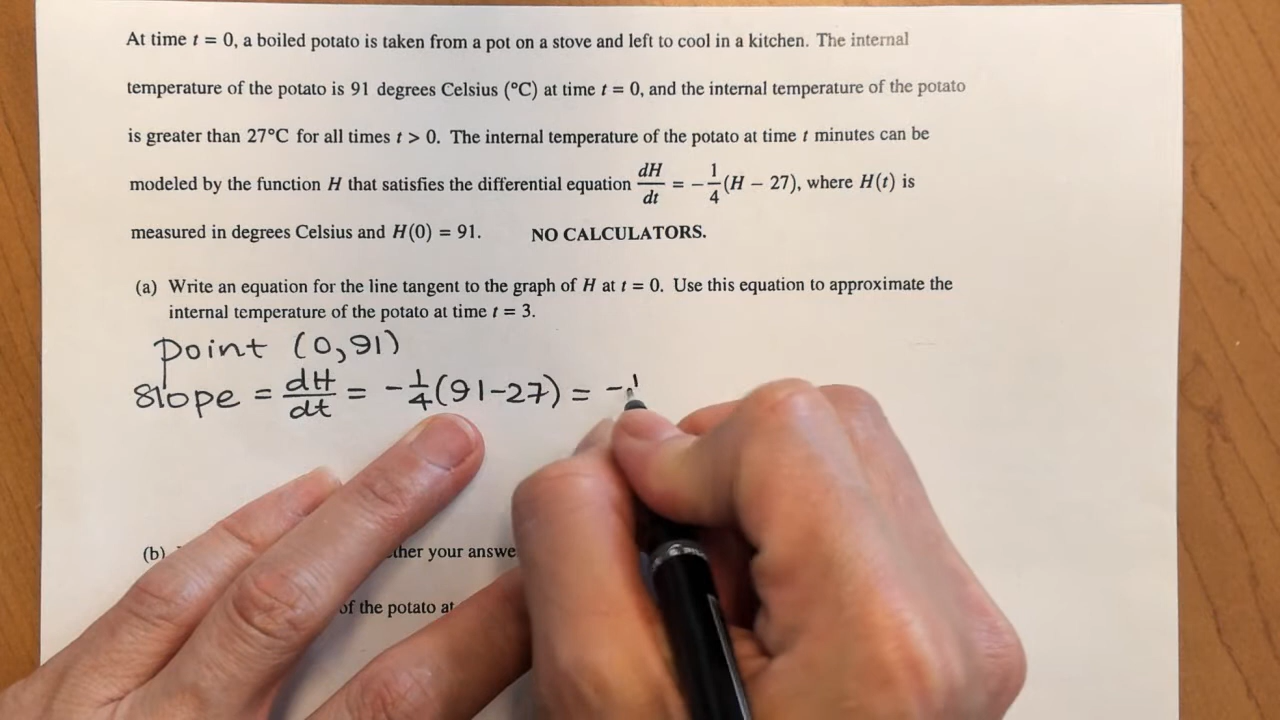 At time t = 0, a boiled potato is taken from a pot on a stove and left to cool in a kitchen. The internal
temperature of the potato is 91 degrees Celsius (°C) at time t = 0, and the internal temperature of the potato
is greater than 27°C for all times t > 0. The internal temperature of the potato at time t minutes can be
modeled by the function H that satisfies the differential equation dH/dt = -1/4(H − 27), where H(t) is
measured in degrees Celsius and H(0) = 91. NO CALCULATORS.
(a) Write an equation for the line tangent to the graph of H at t = 0. Use this equation to approximate the
internal temperature of the potato at time t = 3.
point (0,91)
slope = dH/dt = -1/4(91-27) =
(b)
your answe
of the potato at